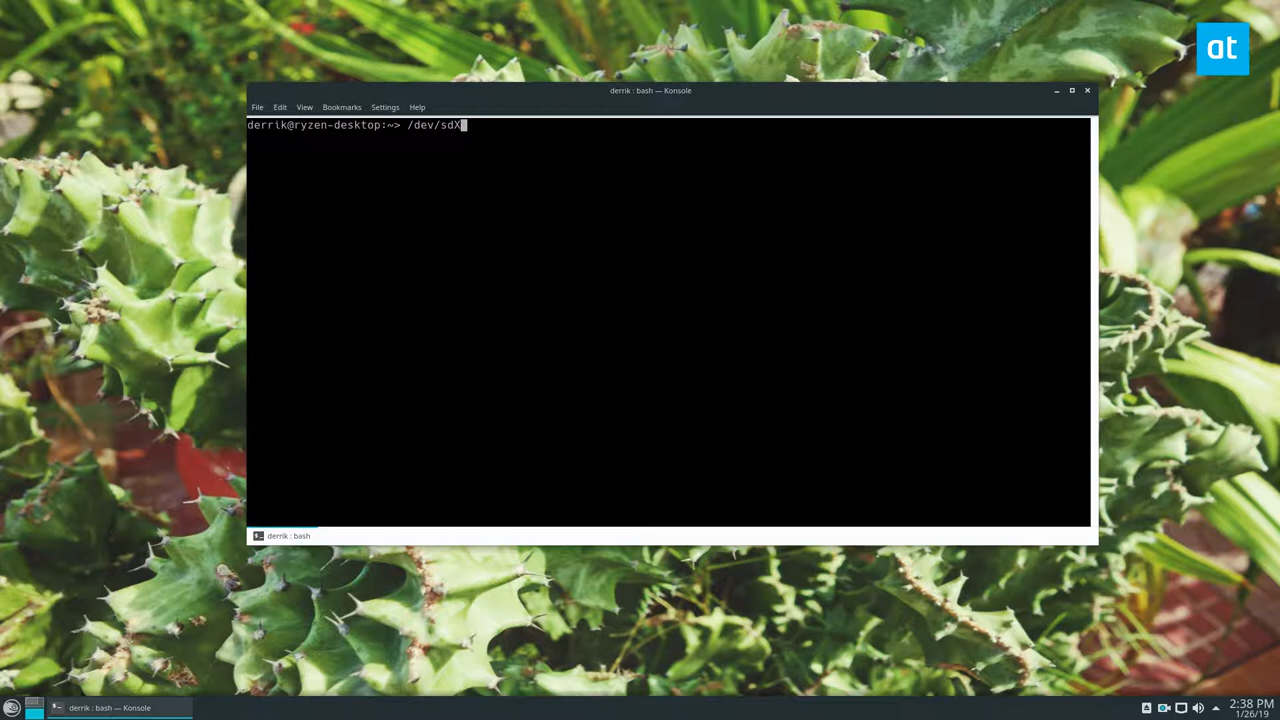 at
derrik : bash — Konsole
File Edit View Bookmarks Settings Help
derrik@ryzen-desktop:~> /dev/sdX
derrik : bash
derrik : bash — Konsole
2:38 PM
1/26/19